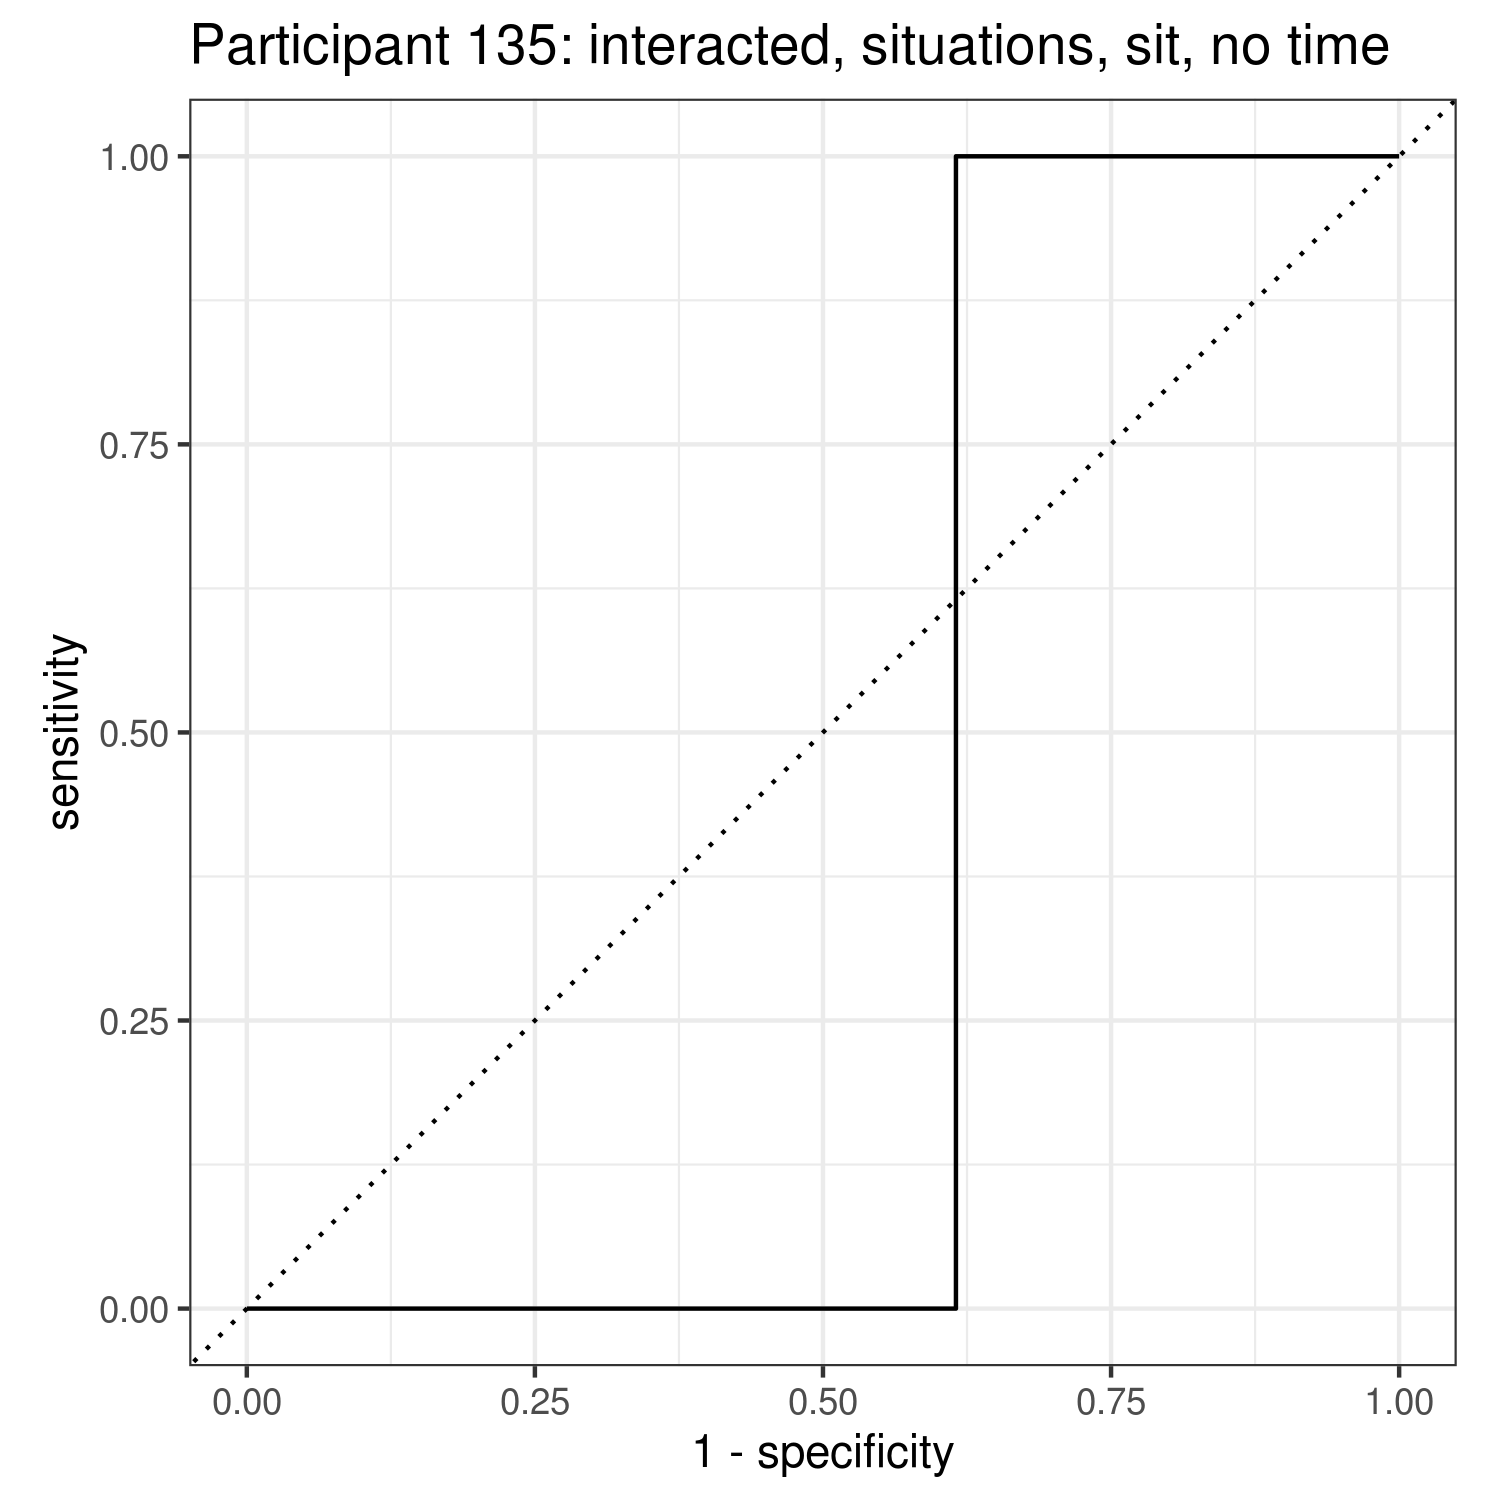 Participant 135: interacted, situations, sit, no time
1.00
0.75
0.50
0.25
0.00
sensitivity
0.00 0.25 0.50 0.75 1.00
1 - specificity